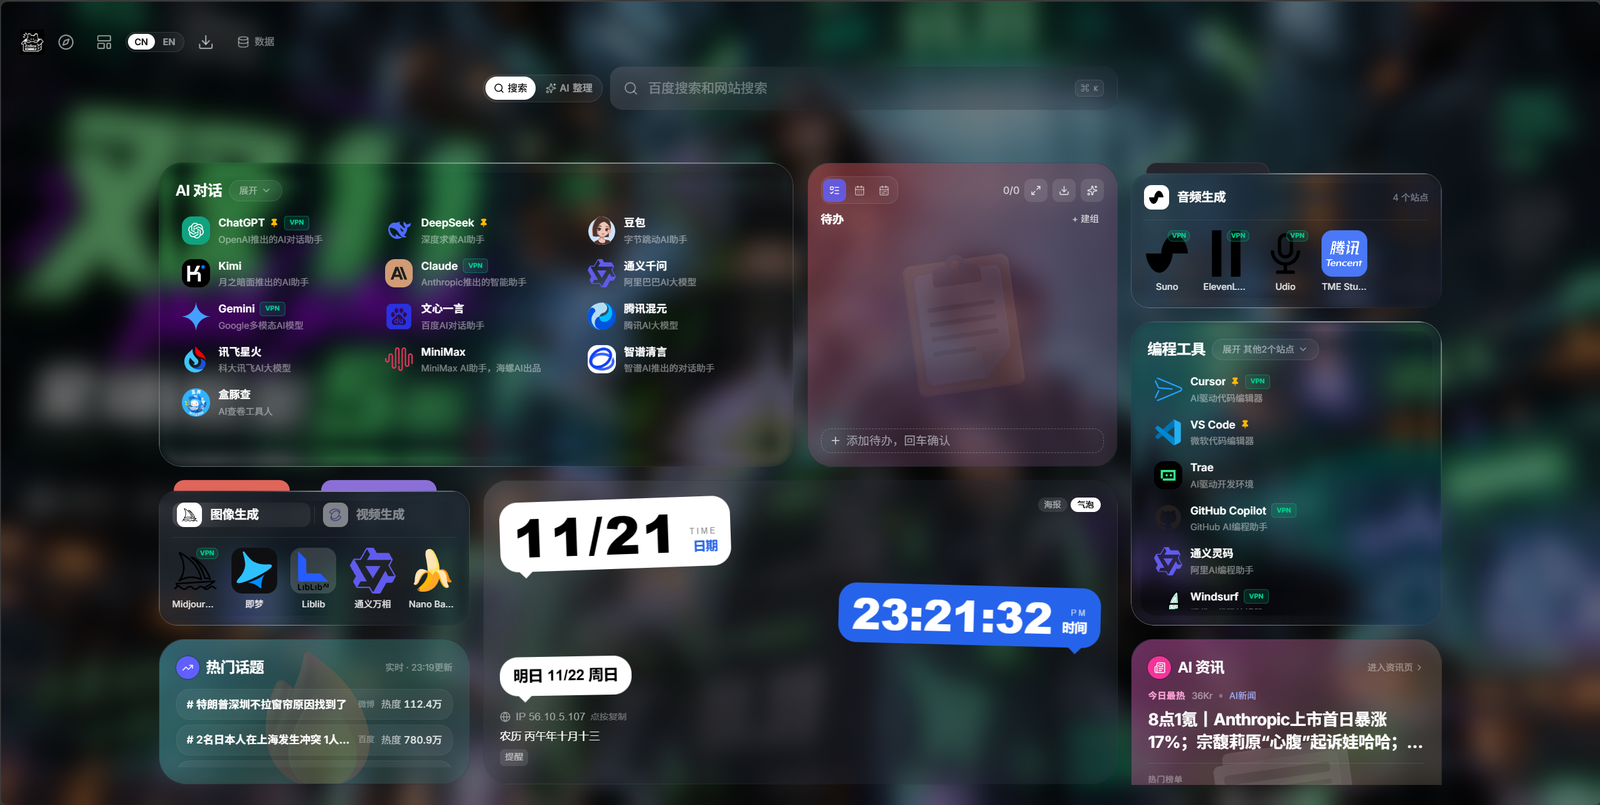 CN EN 数据
搜索 AI 整理 百度搜索和网站搜索 ⌘ K
AI 对话 展开
ChatGPT VPN
OpenAI推出的AI对话助手
DeepSeek
深度求索AI助手
豆包
字节跳动AI助手
Kimi
月之暗面推出的AI助手
Claude VPN
Anthropic推出的智能助手
通义千问
阿里巴巴AI大模型
Gemini VPN
Google多模态AI模型
文心一言
百度AI对话助手
腾讯混元
腾讯AI大模型
讯飞星火
科大讯飞AI大模型
MiniMax
MiniMax AI助手，海螺AI出品
智谱清言
智谱AI推出的对话助手
盒豚查
AI查卷工具人
0/0
待办 + 建组
+ 添加待办，回车确认
音频生成 4 个站点
VPN VPN VPN 腾讯
Tencent
Suno ElevenL... Udio TME Stu...
编程工具 展开 其他2个站点
Cursor VPN
AI驱动代码编辑器
VS Code
微软代码编辑器
Trae
AI驱动开发环境
GitHub Copilot VPN
GitHub AI编程助手
通义灵码
阿里AI编程助手
Windsurf VPN
图像生成 视频生成
VPN
LibLibAI
Midjour... 即梦 Liblib 通义万相 Nano Ba...
热门话题 实时 · 23:19更新
# 特朗普深圳不拉窗帘原因找到了 微博 热度 112.4万
# 2名日本人在上海发生冲突 1人... 百度 热度 780.9万
海报 气泡
11/21 TIME
日期
23:21:32 PM
时间
明日 11/22 周日
IP 56.10.5.107 点按复制
农历 丙午年十月十三
提醒
AI 资讯 进入资讯页 >
今日最热 36Kr • AI新闻
8点1氪丨Anthropic上市首日暴涨
17%；宗馥莉原“心腹”起诉娃哈哈；...
热门榜单